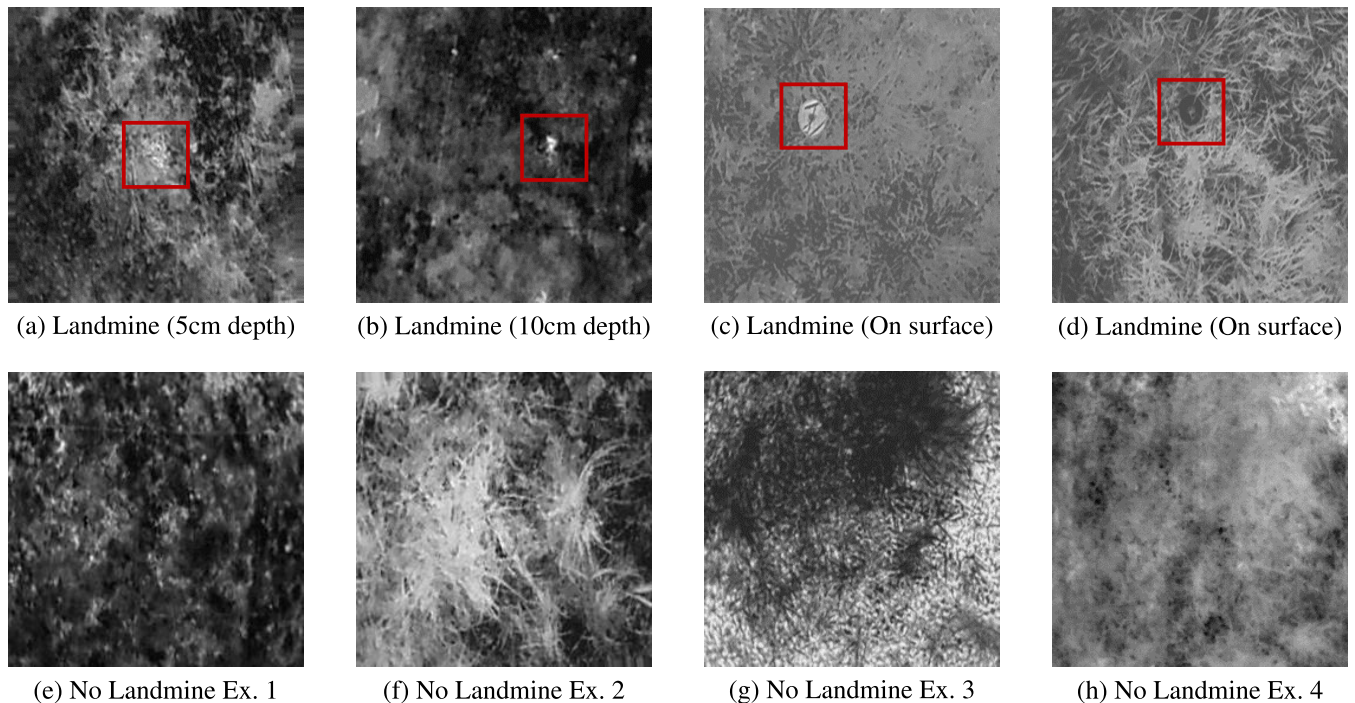 (a) Landmine (5cm depth)
(b) Landmine (10cm depth)
(c) Landmine (On surface)
(d) Landmine (On surface)
(e) No Landmine Ex. 1
(f) No Landmine Ex. 2
(g) No Landmine Ex. 3
(h) No Landmine Ex. 4